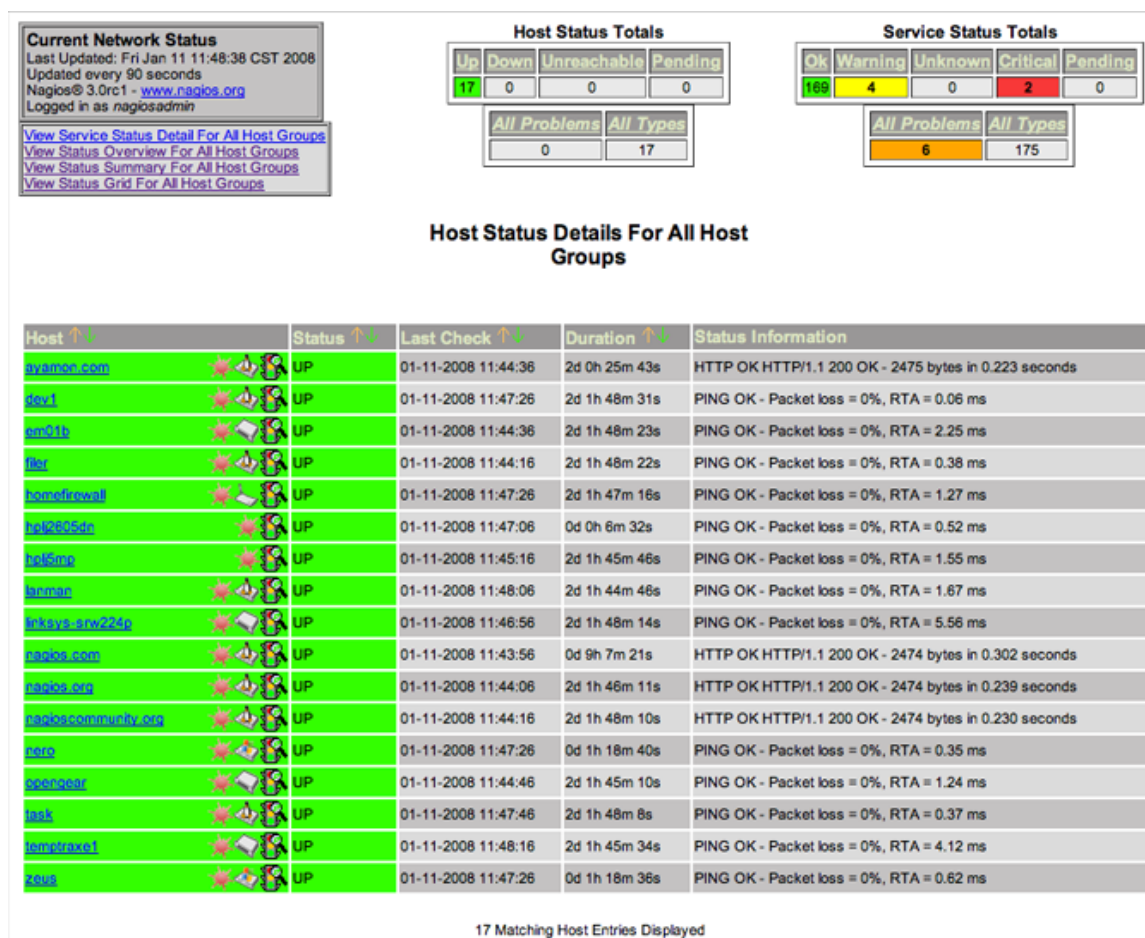 Current Network Status
Last Updated: Fri Jan 11 11:48:38 CST 2008
Updated every 90 seconds
Nagios® 3.0rc1 - www.nagios.org
Logged in as nagiosadmin
View Service Status Detail For All Host Groups
View Status Overview For All Host Groups
View Status Summary For All Host Groups
View Status Grid For All Host Groups
Host Status Totals
Up Down Unreachable Pending
17 0 0 0
All Problems All Types
0 17
Service Status Totals
Ok Warning Unknown Critical Pending
169 4 0 2 0
All Problems All Types
6 175
Host Status Details For All Host
Groups
Host Status Last Check Duration Status Information
ayamon.com UP 01-11-2008 11:44:36 2d 0h 25m 43s HTTP OK HTTP/1.1 200 OK - 2475 bytes in 0.223 seconds
dev1 UP 01-11-2008 11:47:26 2d 1h 48m 31s PING OK - Packet loss = 0%, RTA = 0.06 ms
em01b UP 01-11-2008 11:44:36 2d 1h 48m 23s PING OK - Packet loss = 0%, RTA = 2.25 ms
filer UP 01-11-2008 11:44:16 2d 1h 48m 22s PING OK - Packet loss = 0%, RTA = 0.38 ms
homefirewall UP 01-11-2008 11:47:26 2d 1h 47m 16s PING OK - Packet loss = 0%, RTA = 1.27 ms
hplj2605dn UP 01-11-2008 11:47:06 0d 0h 6m 32s PING OK - Packet loss = 0%, RTA = 0.52 ms
hplj5mp UP 01-11-2008 11:45:16 2d 1h 45m 46s PING OK - Packet loss = 0%, RTA = 1.55 ms
lanman UP 01-11-2008 11:48:06 2d 1h 44m 46s PING OK - Packet loss = 0%, RTA = 1.67 ms
linksys-srw224p UP 01-11-2008 11:46:56 2d 1h 48m 14s PING OK - Packet loss = 0%, RTA = 5.56 ms
nagios.com UP 01-11-2008 11:43:56 0d 9h 7m 21s HTTP OK HTTP/1.1 200 OK - 2474 bytes in 0.302 seconds
nagios.org UP 01-11-2008 11:44:06 2d 1h 46m 11s HTTP OK HTTP/1.1 200 OK - 2474 bytes in 0.239 seconds
nagioscommunity.org UP 01-11-2008 11:44:16 2d 1h 48m 10s HTTP OK HTTP/1.1 200 OK - 2474 bytes in 0.230 seconds
nero UP 01-11-2008 11:47:26 0d 1h 18m 40s PING OK - Packet loss = 0%, RTA = 0.35 ms
opengear UP 01-11-2008 11:44:46 2d 1h 45m 10s PING OK - Packet loss = 0%, RTA = 1.24 ms
task UP 01-11-2008 11:47:46 2d 1h 48m 8s PING OK - Packet loss = 0%, RTA = 0.37 ms
temptraxe1 UP 01-11-2008 11:48:16 2d 1h 45m 34s PING OK - Packet loss = 0%, RTA = 4.12 ms
zeus UP 01-11-2008 11:47:26 0d 1h 18m 36s PING OK - Packet loss = 0%, RTA = 0.62 ms
17 Matching Host Entries Displayed